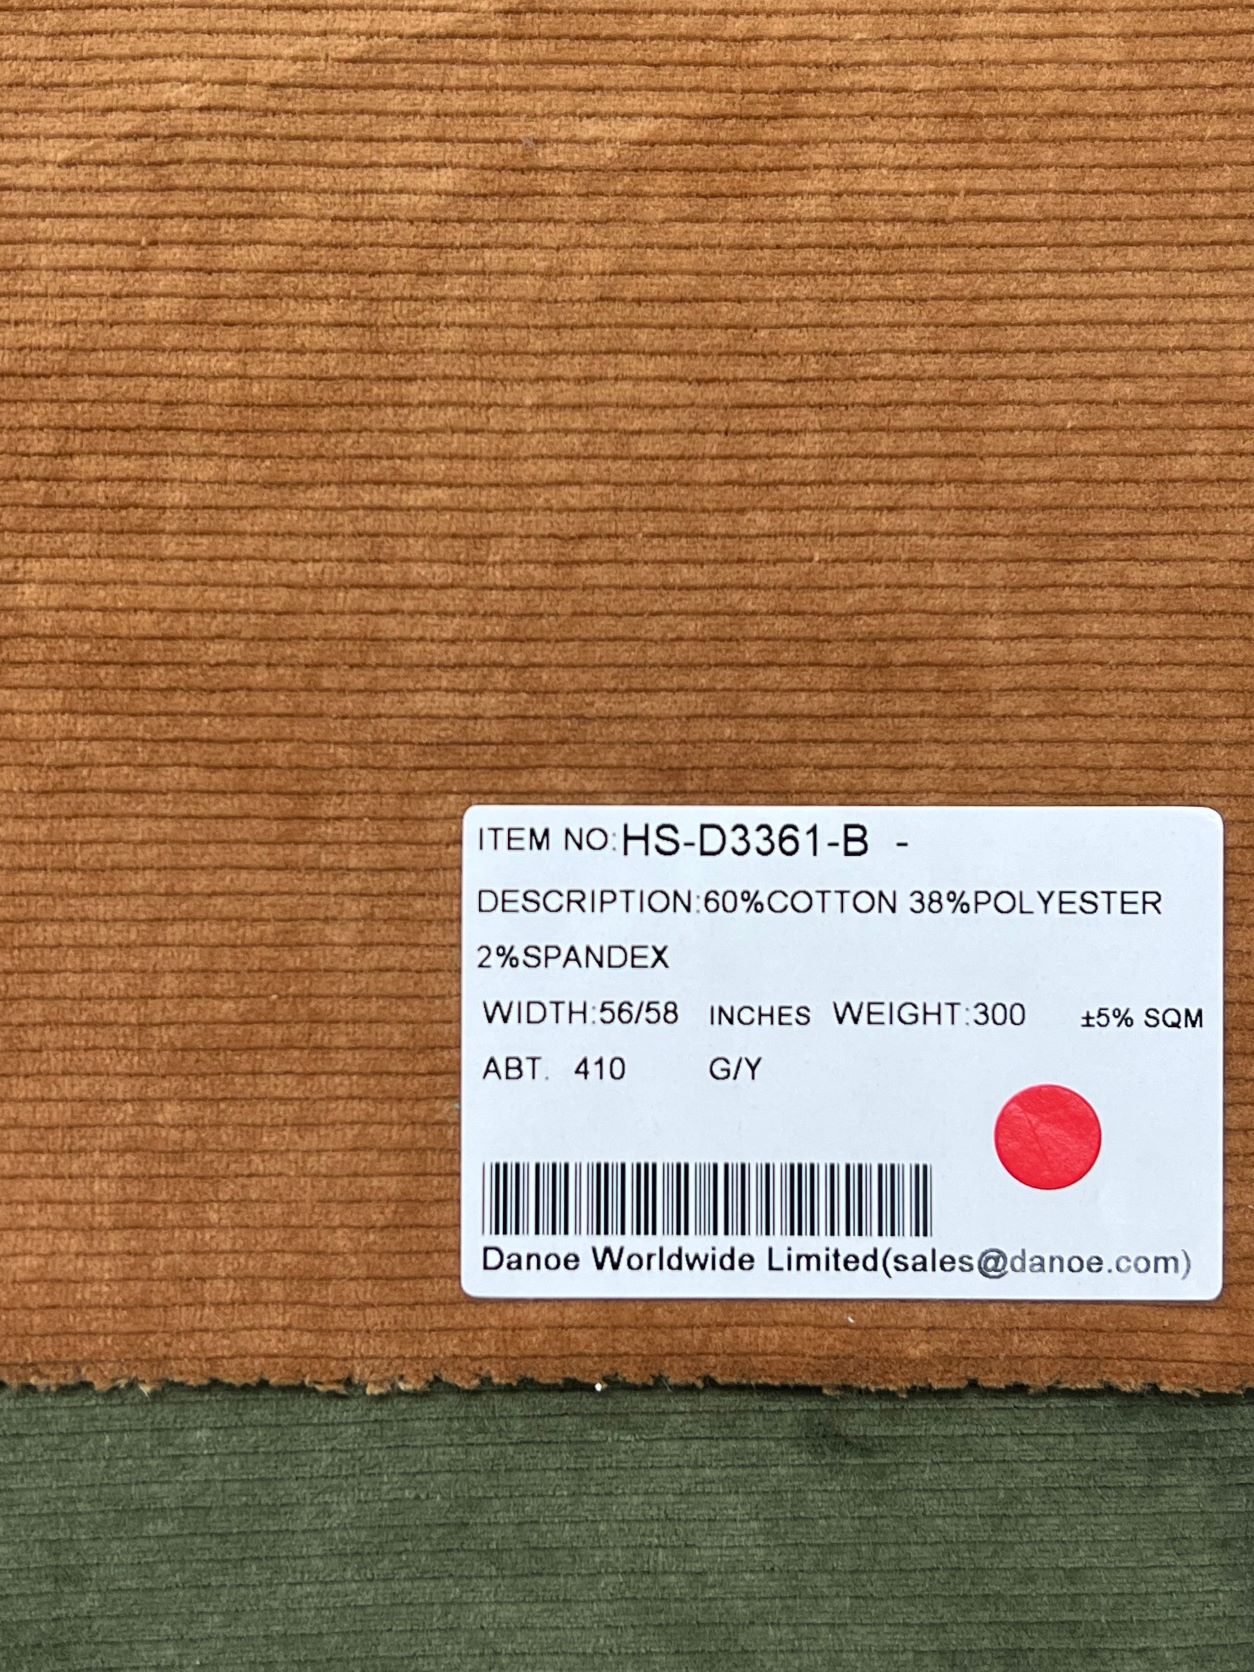 ITEM NO:HS-D3361-B -
DESCRIPTION:60%COTTON 38%POLYESTER
2%SPANDEX
WIDTH:56/58 INCHES WEIGHT:300 ±5% SQM
ABT. 410 G/Y
Danoe Worldwide Limited(sales@danoe.com)